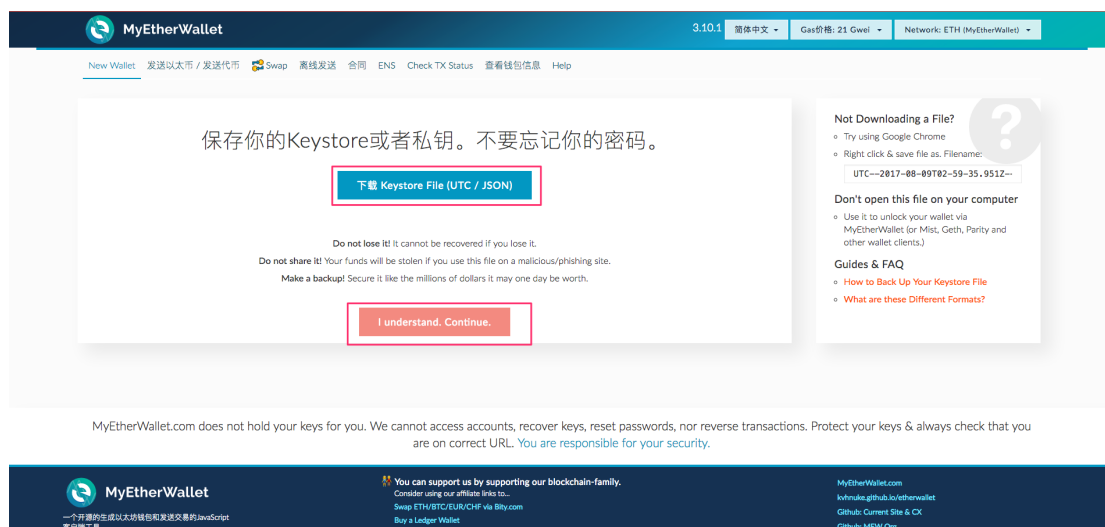 MyEtherWallet
3.10.1 简体中文 Gas价格: 21 Gwei Network: ETH (MyEtherWallet)
New Wallet 发送以太币 / 发送代币 Swap 离线发送 合同 ENS Check TX Status 查看钱包信息 Help
保存你的Keystore或者私钥。不要忘记你的密码。
下载 Keystore File (UTC / JSON)
Do not lose it! It cannot be recovered if you lose it.
Do not share it! Your funds will be stolen if you use this file on a malicious/phishing site.
Make a backup! Secure it like the millions of dollars it may one day be worth.
I understand. Continue.
Not Downloading a File?
Try using Google Chrome
Right click & save file as. Filename:
UTC--2017-08-09T02-59-35.951Z--
Don't open this file on your computer
Use it to unlock your wallet via
MyEtherWallet (or Mist, Geth, Parity and
other wallet clients.)
Guides & FAQ
How to Back Up Your Keystore File
What are these Different Formats?
MyEtherWallet.com does not hold your keys for you. We cannot access accounts, recover keys, reset passwords, nor reverse transactions. Protect your keys & always check that you
are on correct URL. You are responsible for your security.
MyEtherWallet
一个开源的生成以太坊钱包和发送交易的JavaScript
客户端工具
You can support us by supporting our blockchain-family.
Consider using our affiliate links to...
Swap ETH/BTC/EUR/CHF via Bity.com
Buy a Ledger Wallet
MyEtherWallet.com
kvhnuke.github.io/etherwallet
Github: Current Site & CX
Github: MEW Org